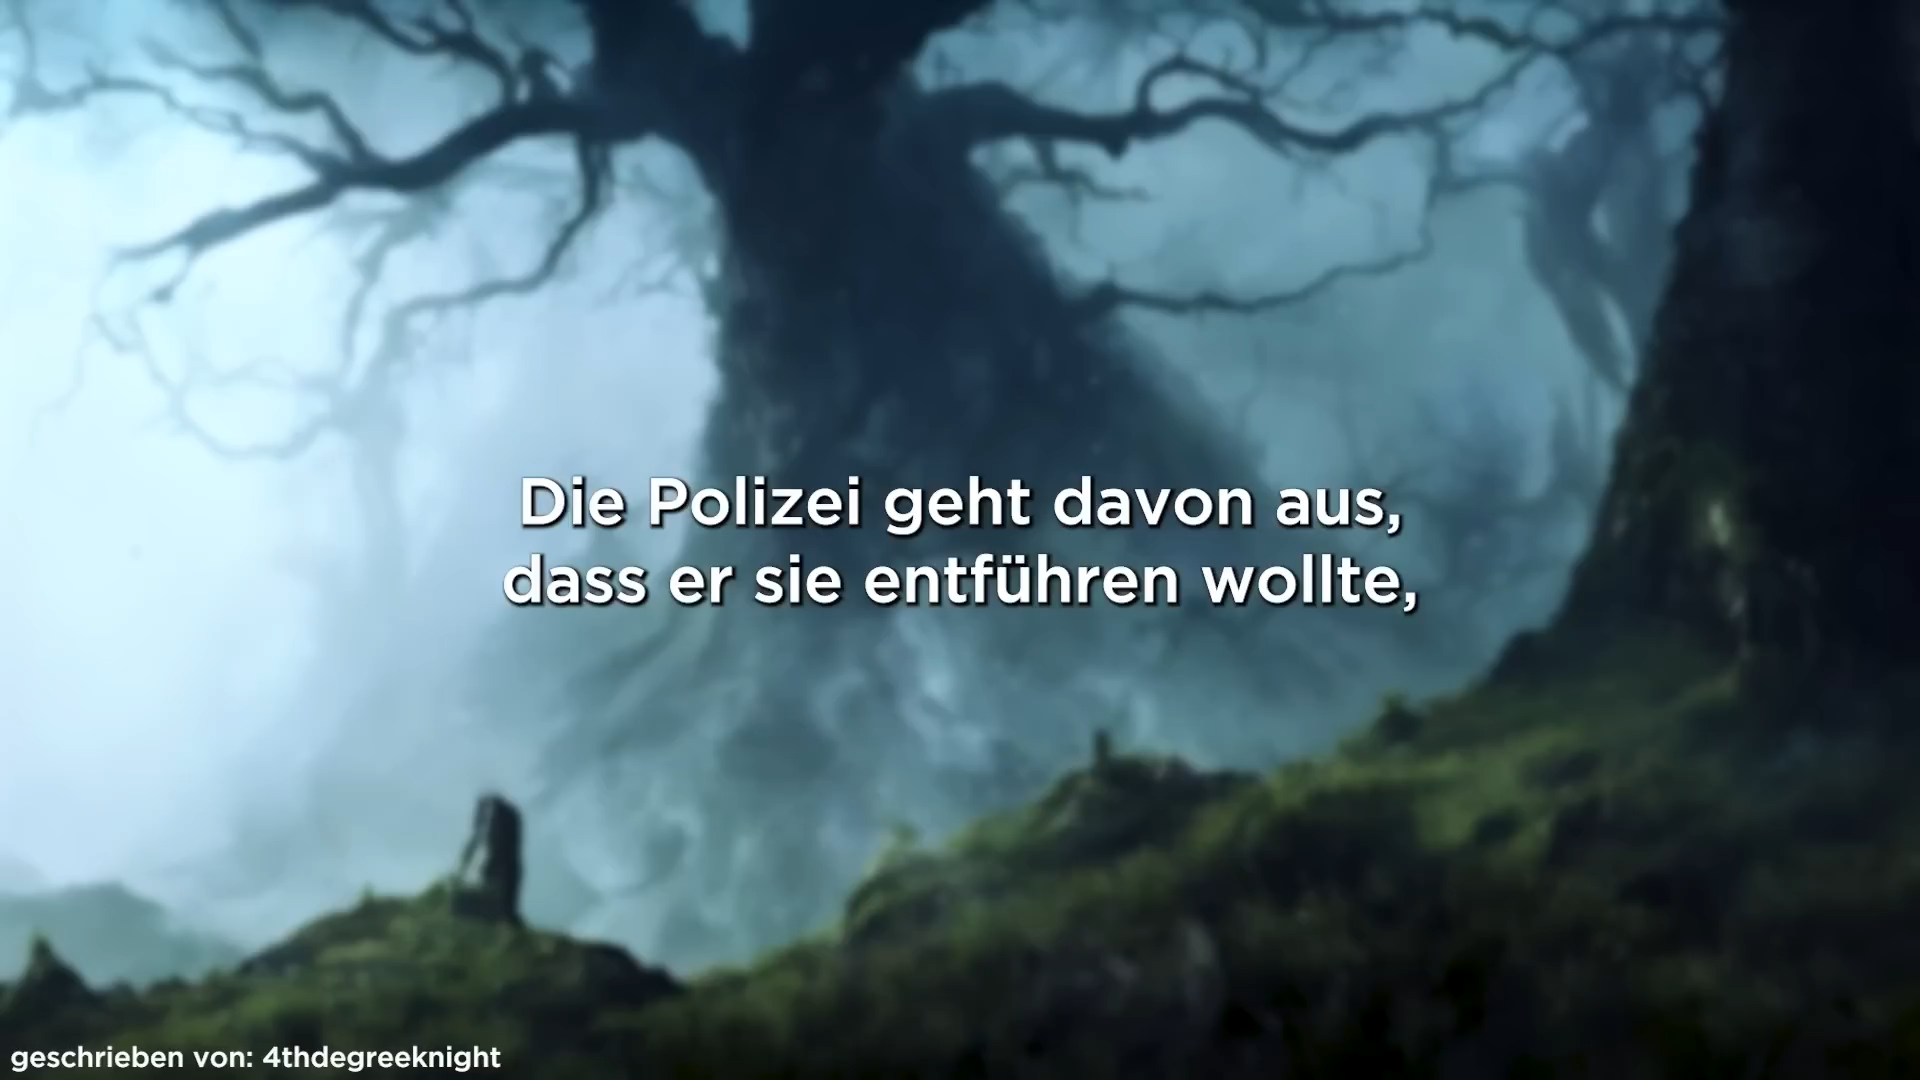 Die Polizei geht davon aus,
dass er sie entführen wollte,
geschrieben von: 4thdegreeknight